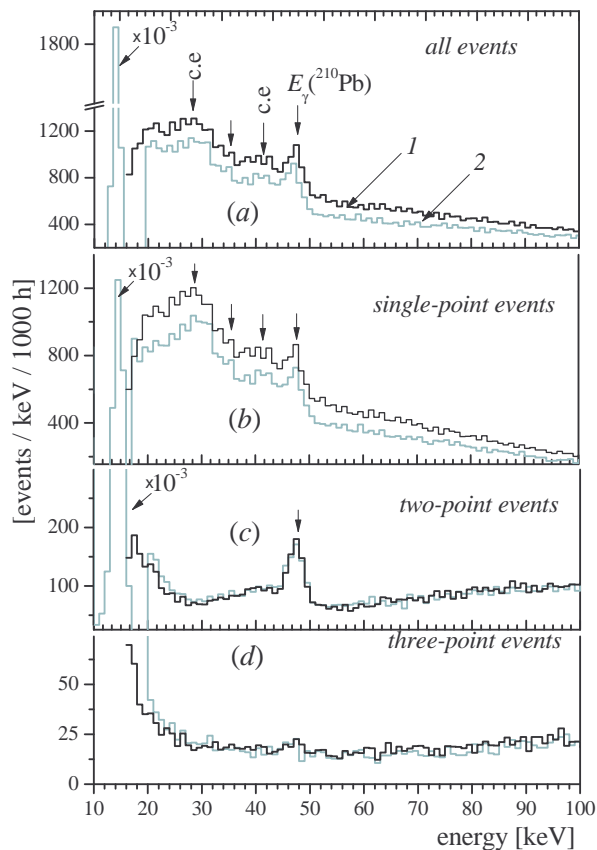 ×10⁻³
all events
1800
c.e
c.e
E_γ(²¹⁰Pb)
1200
1
2
800
400
(a)
×10⁻³
1200
single-point events
800
400
(b)
[events / keV / 1000 h]
×10⁻³
two-point events
200
(c)
100
three-point events
(d)
50
25
0
10 20 30 40 50 60 70 80 90 100
energy [keV]